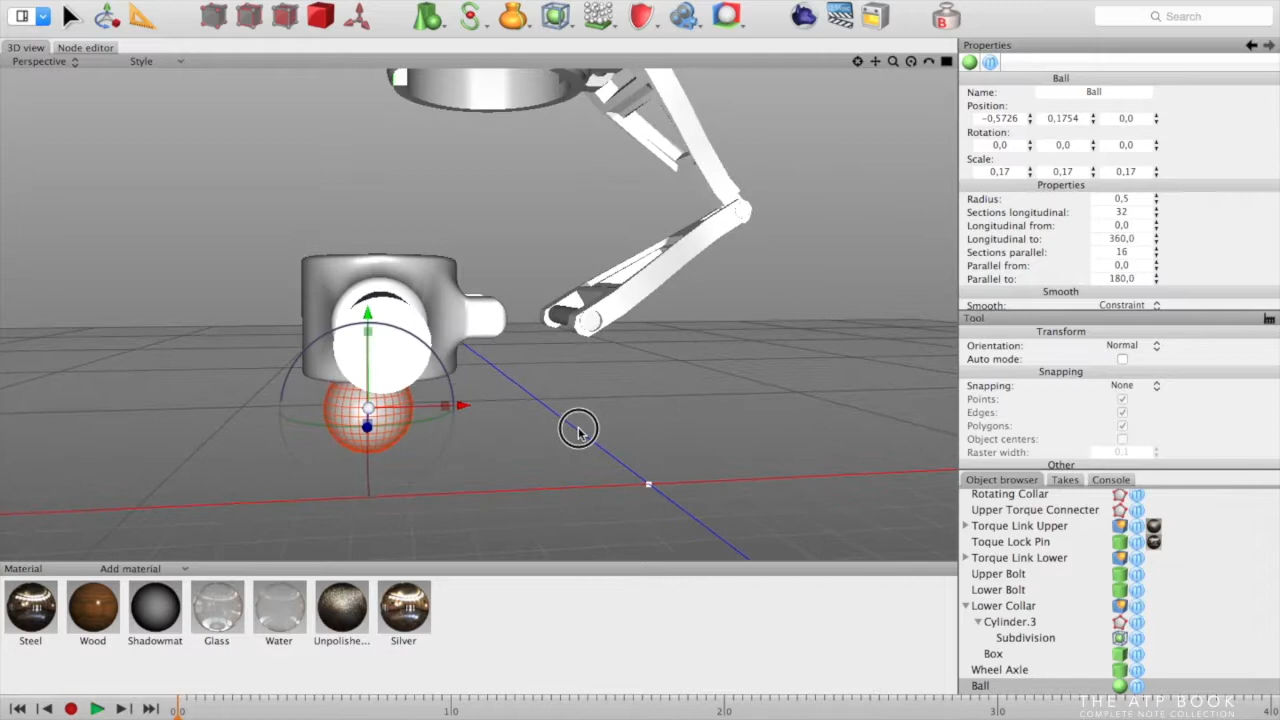 B
Search
3D view
Node editor
Perspective
Style
Properties
Ball
Name:
Ball
Position:
-0,5726
0,1754
0,0
Rotation:
0,0
0,0
0,0
Scale:
0,17
0,17
0,17
Properties
Radius:
0,5
Sections longitudinal:
32
Longitudinal from:
0,0
Longitudinal to:
360,0
Sections parallel:
16
Parallel from:
0,0
Parallel to:
180,0
Smooth
Smooth:
Constraint
Tool
Transform
Orientation:
Normal
Auto mode:
Snapping
Snapping:
None
Points:
Edges:
Polygons:
Object centers:
Raster width:
0.1
Other
Object browser
Takes
Console
Rotating Collar
Upper Torque Connecter
Torque Link Upper
Toque Lock Pin
Torque Link Lower
Upper Bolt
Lower Bolt
Lower Collar
Cylinder.3
Subdivision
Box
Wheel Axle
Ball
Material
Add material
Steel
Wood
Shadowmat
Glass
Water
Unpolishe...
Silver
1.0
2.0
3.0
4.0
THE ATP BOOK
COMPLETE NOTE COLLECTION